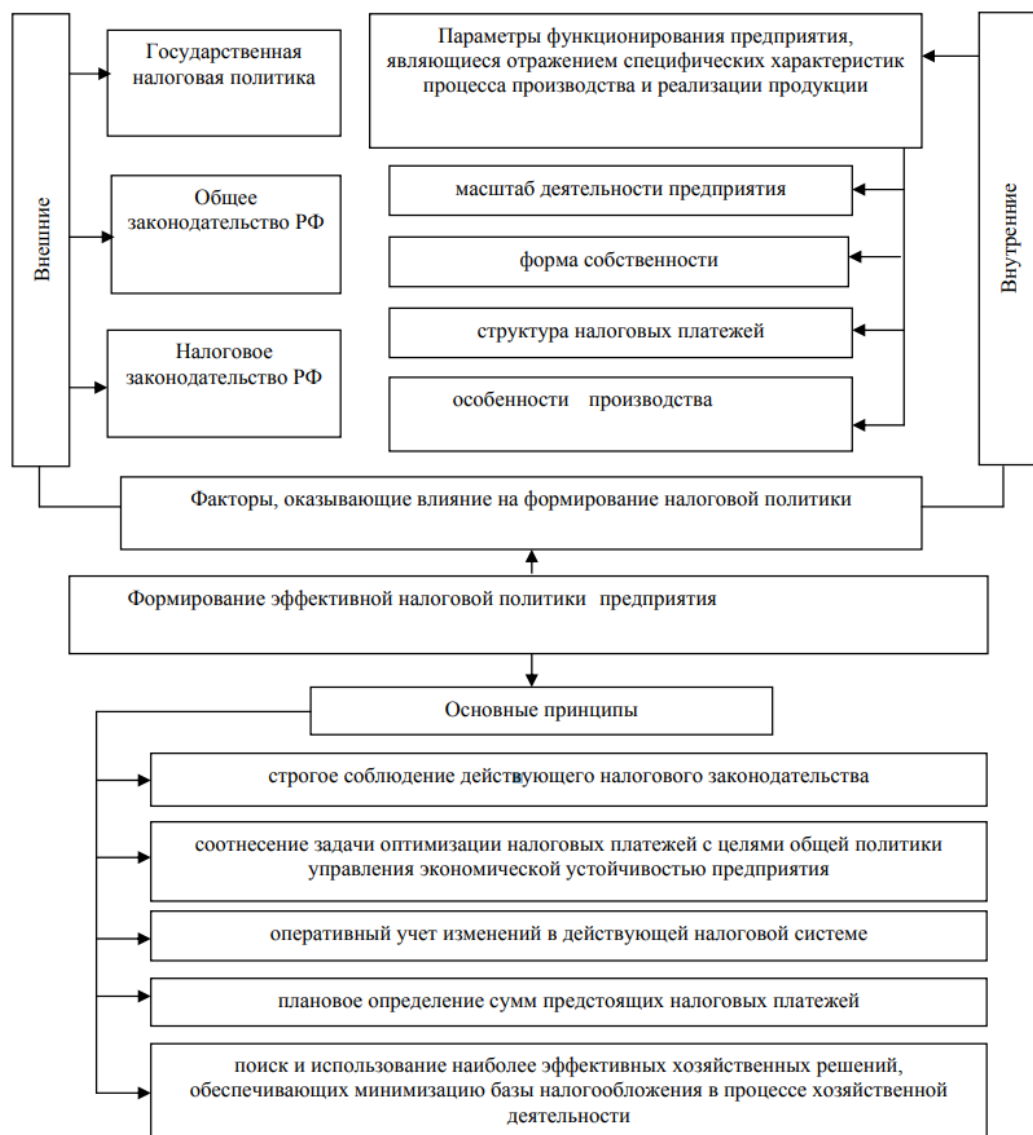 Внешние
Государственная
налоговая политика
Общее
законодательство РФ
Налоговое
законодательство РФ
Параметры функционирования предприятия,
являющиеся отражением специфических характеристик
процесса производства и реализации продукции
масштаб деятельности предприятия
форма собственности
структура налоговых платежей
особенности производства
Внутренние
Факторы, оказывающие влияние на формирование налоговой политики
Формирование эффективной налоговой политики предприятия
Основные принципы
строгое соблюдение действующего налогового законодательства
соотнесение задачи оптимизации налоговых платежей с целями общей политики
управления экономической устойчивостью предприятия
оперативный учет изменений в действующей налоговой системе
плановое определение сумм предстоящих налоговых платежей
поиск и использование наиболее эффективных хозяйственных решений,
обеспечивающих минимизацию базы налогообложения в процессе хозяйственной
деятельности